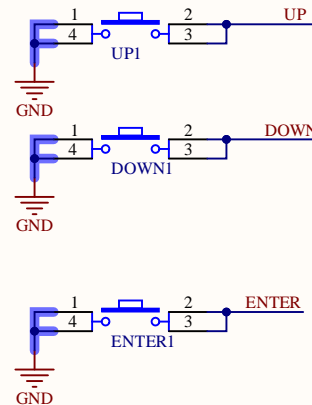 1 2 UP
4 3
UP1
GND
1 2 DOWN
4 3
DOWN1
GND
1 2 ENTER
4 3
ENTER1
GND